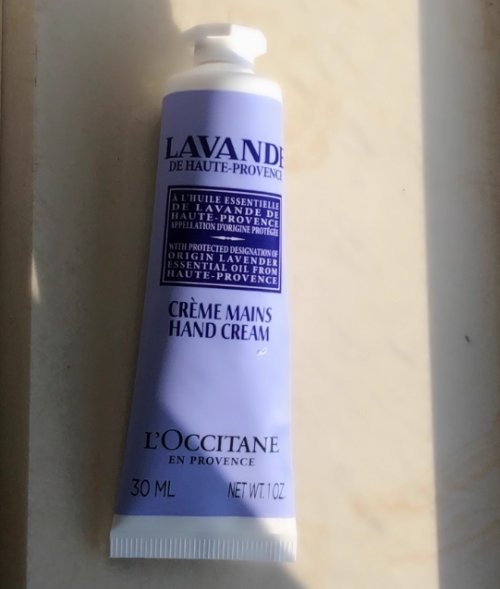 LAVANDE
DE HAUTE-PROVENCE
À L'HUILE ESSENTIELLE
DE LAVANDE DE
HAUTE-PROVENCE
APPELLATION D'ORIGINE PROTÉGÉE
WITH PROTECTED DESIGNATION OF
ORIGIN LAVENDER
ESSENTIAL OIL FROM
HAUTE-PROVENCE
CRÈME MAINS
HAND CREAM
L'OCCITANE
EN PROVENCE
30 ML NET WT. 1 OZ.